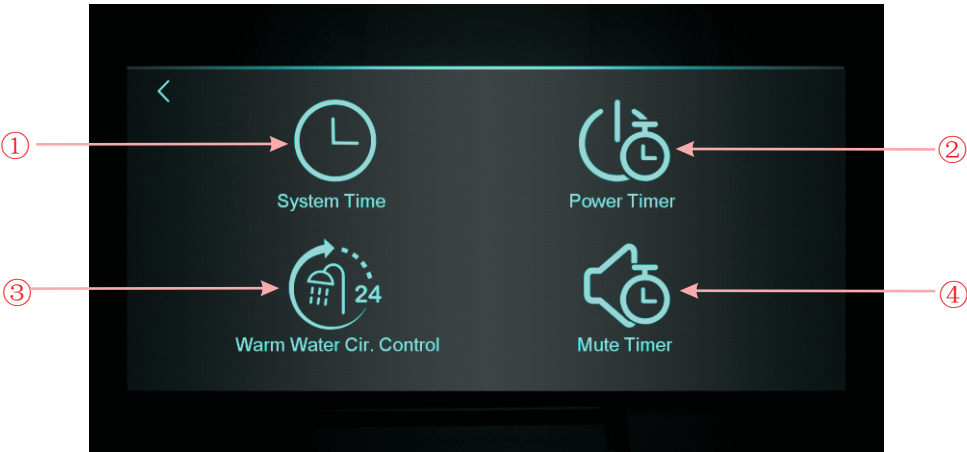 ①
System Time
②
Power Timer
③
24
Warm Water Cir. Control
④
Mute Timer